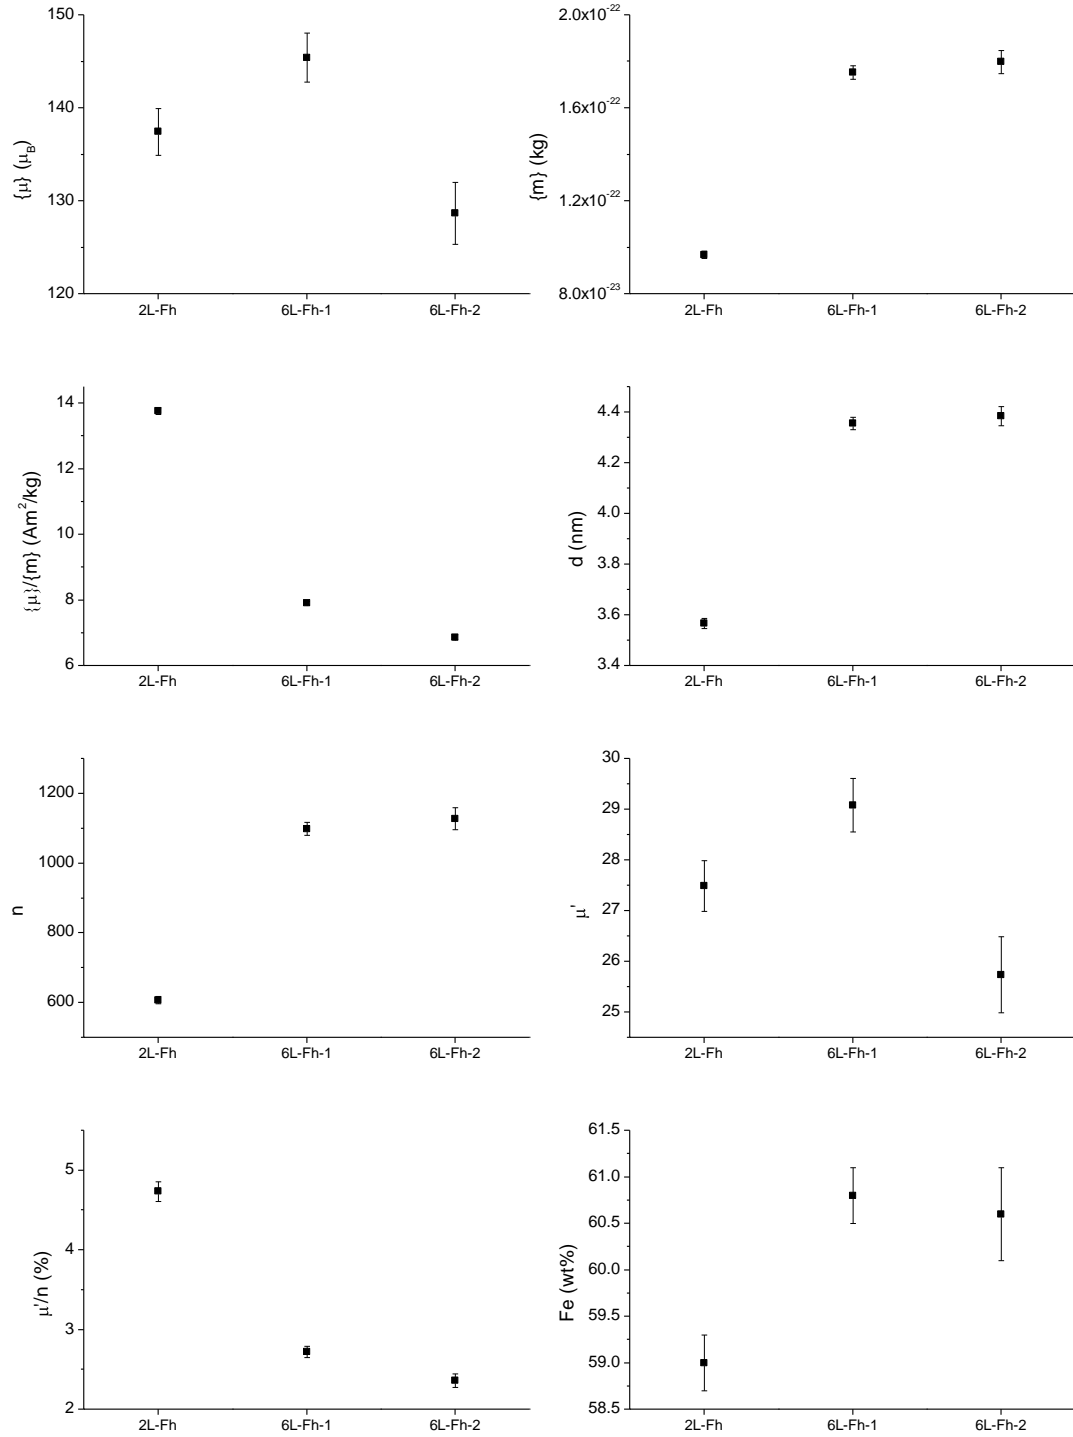 150
140
130
120
{μ} (μB)
2L-Fh 6L-Fh-1 6L-Fh-2
2.0x10⁻²²
1.6x10⁻²²
1.2x10⁻²²
8.0x10⁻²³
{m} (kg)
2L-Fh 6L-Fh-1 6L-Fh-2
14
12
10
8
6
{μ}/{m} (Am²/kg)
2L-Fh 6L-Fh-1 6L-Fh-2
4.4
4.2
4.0
3.8
3.6
3.4
d (nm)
2L-Fh 6L-Fh-1 6L-Fh-2
1200
1000
800
600
n
2L-Fh 6L-Fh-1 6L-Fh-2
30
29
28
27
26
25
μ'
2L-Fh 6L-Fh-1 6L-Fh-2
5
4
3
2
μ'/n (%)
2L-Fh 6L-Fh-1 6L-Fh-2
61.5
61.0
60.5
60.0
59.5
59.0
58.5
Fe (wt%)
2L-Fh 6L-Fh-1 6L-Fh-2